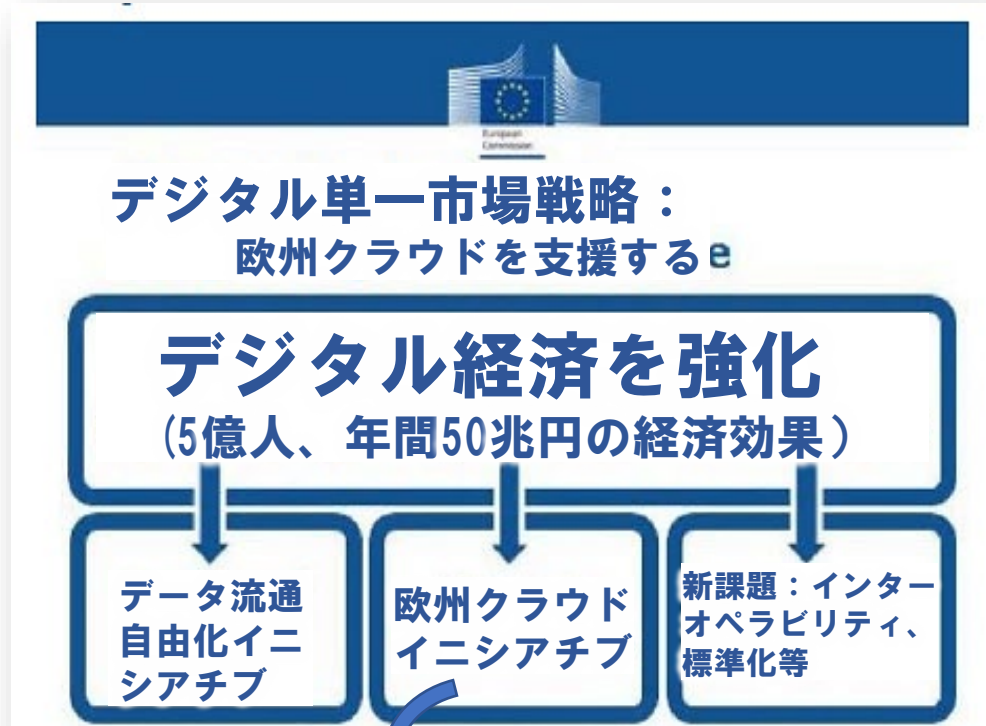 European
Commission
デジタル単一市場戦略：
欧州クラウドを支援する e
デジタル経済を強化
（5億人、年間50兆円の経済効果）
データ流通
自由化イニ
シアチブ
欧州クラウド
イニシアチブ
新課題：インター
オペラビリティ、
標準化等